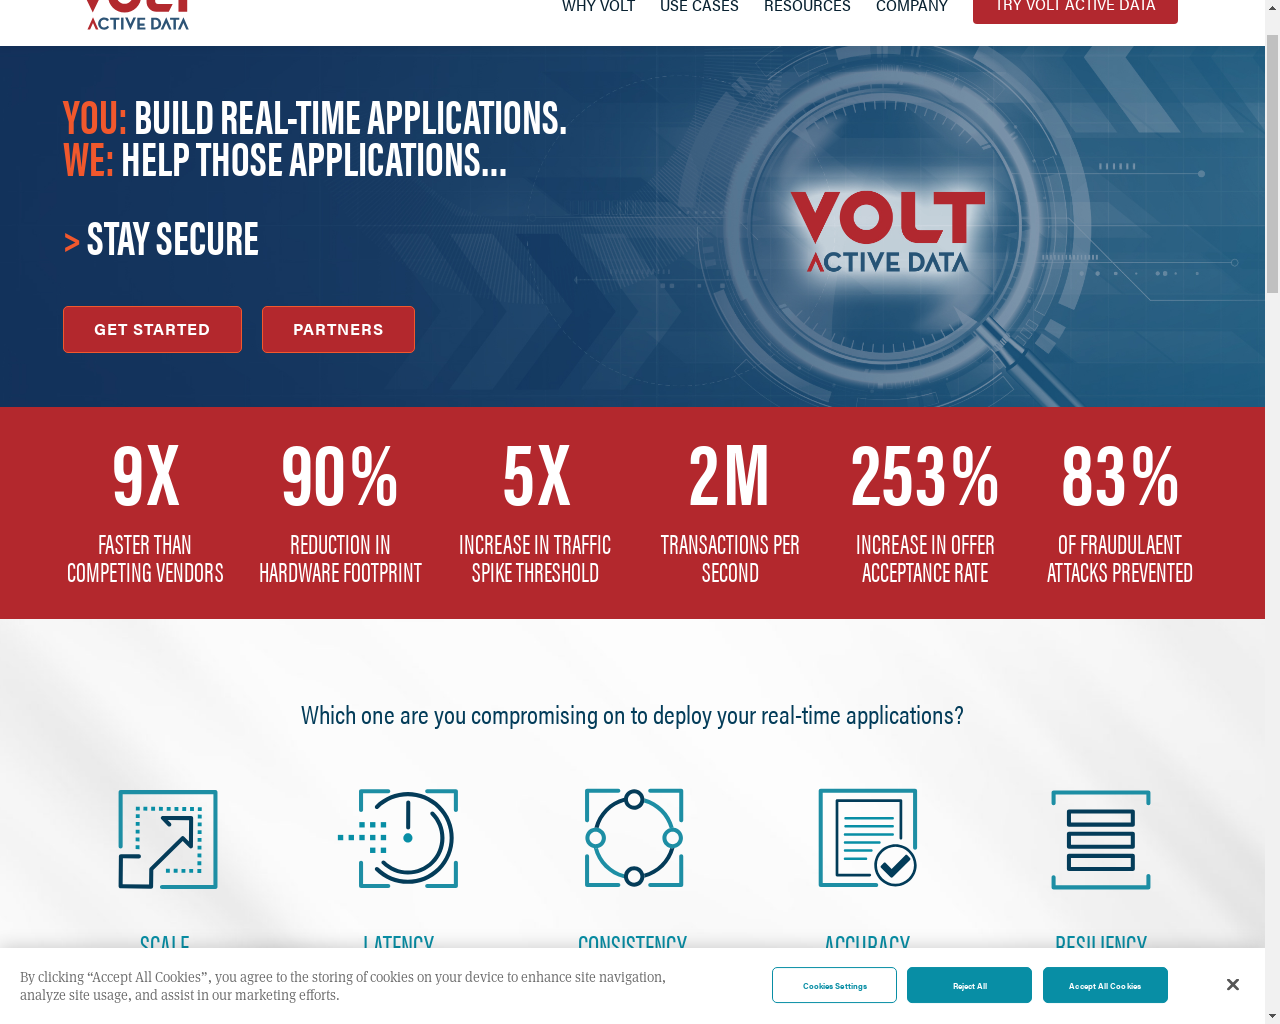 VOLT
ACTIVE DATA
WHY VOLT USE CASES RESOURCES COMPANY TRY VOLT ACTIVE DATA
YOU: BUILD REAL-TIME APPLICATIONS.
WE: HELP THOSE APPLICATIONS...
> STAY SECURE
GET STARTED PARTNERS
VOLT
ACTIVE DATA
9X
FASTER THAN
COMPETING VENDORS
90%
REDUCTION IN
HARDWARE FOOTPRINT
5X
INCREASE IN TRAFFIC
SPIKE THRESHOLD
2M
TRANSACTIONS PER
SECOND
253%
INCREASE IN OFFER
ACCEPTANCE RATE
83%
OF FRAUDULAENT
ATTACKS PREVENTED
Which one are you compromising on to deploy your real-time applications?
SCALE
LATENCY
CONSISTENCY
ACCURACY
RESILIENCY
By clicking “Accept All Cookies”, you agree to the storing of cookies on your device to enhance site navigation,
analyze site usage, and assist in our marketing efforts.
Cookies Settings
Reject All
Accept All Cookies